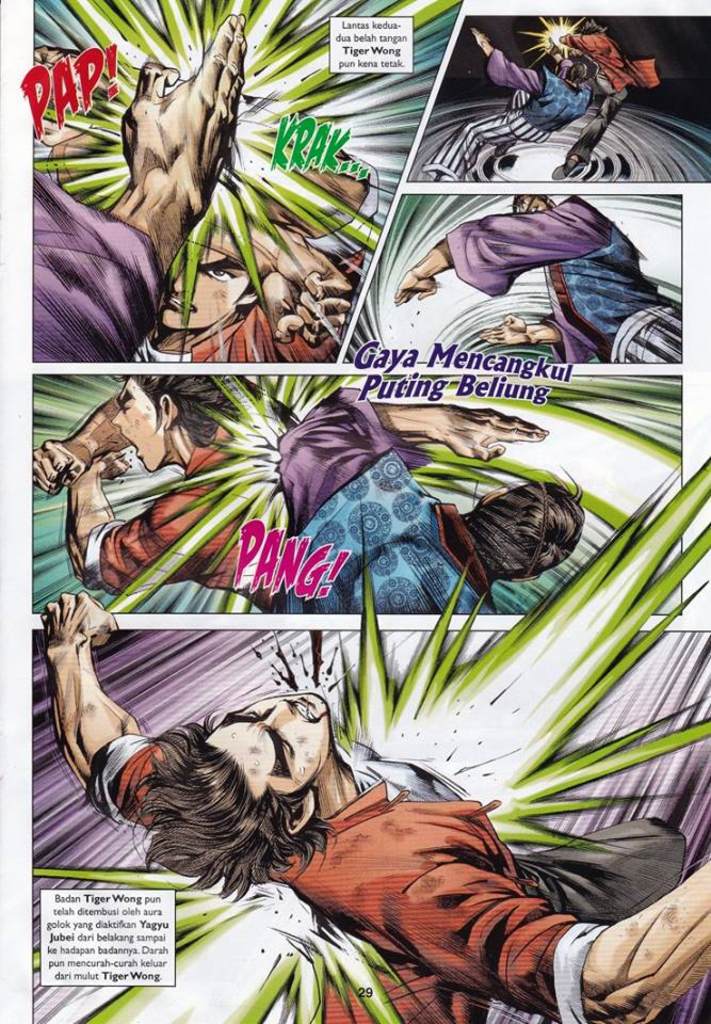 Lantas kedua-
dua belah tangan
Tiger Wong
pun kena tetak.
PAP!
KRAK...
Gaya Mencangkul
Puting Beliung
PANG!
Badan Tiger Wong pun
telah ditembusi oleh aura
golok yang diaktifkan Yagyu
Jubei dari belakang sampai
ke hadapan badannya. Darah
pun mencurah-curah keluar
dari mulut Tiger Wong.
29